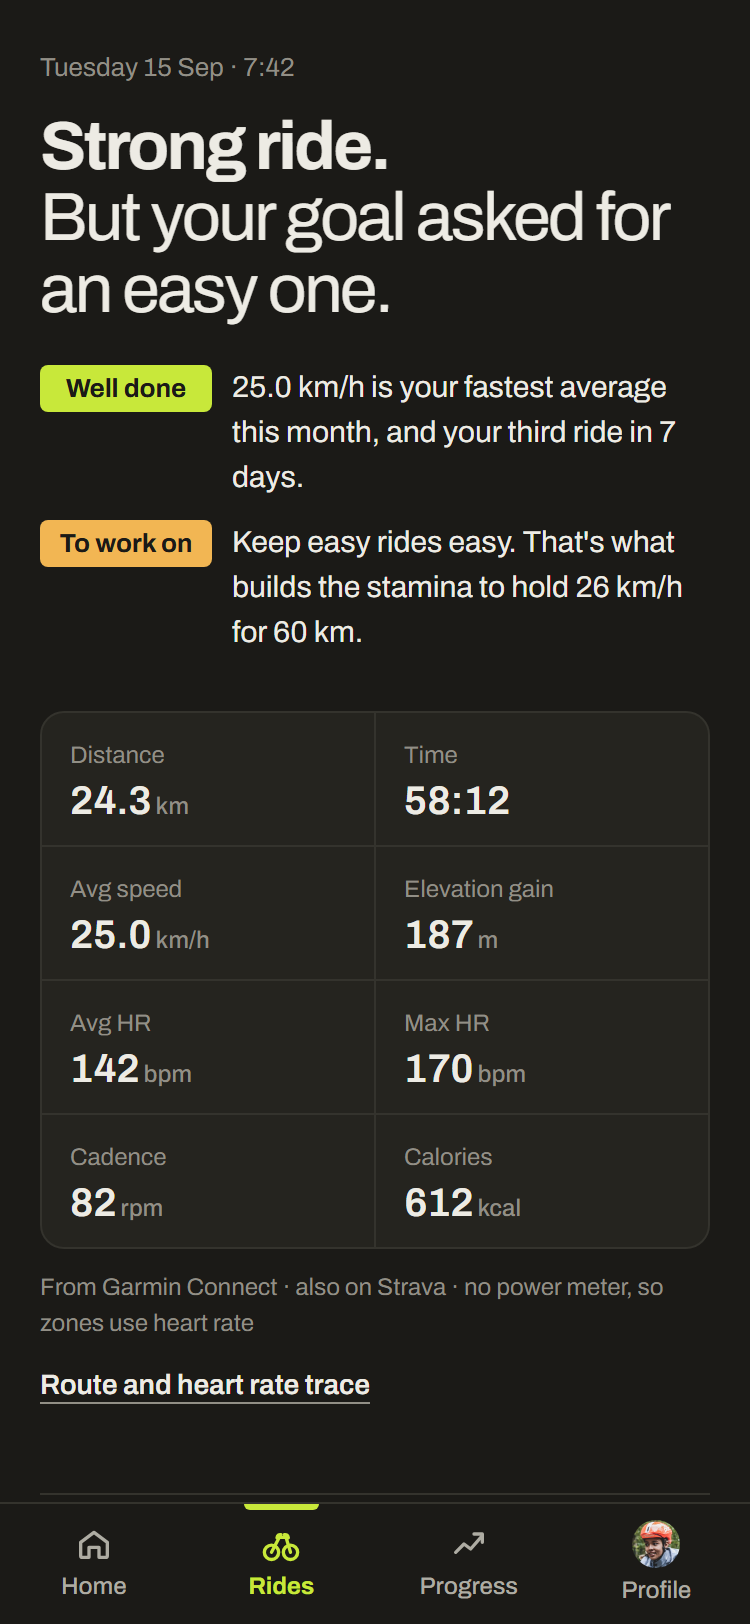 Tuesday 15 Sep · 7:42
Strong ride.
But your goal asked for
an easy one.
Well done
25.0 km/h is your fastest average
this month, and your third ride in 7
days.
To work on
Keep easy rides easy. That's what
builds the stamina to hold 26 km/h
for 60 km.
Distance
24.3 km
Time
58:12
Avg speed
25.0 km/h
Elevation gain
187 m
Avg HR
142 bpm
Max HR
170 bpm
Cadence
82 rpm
Calories
612 kcal
From Garmin Connect · also on Strava · no power meter, so
zones use heart rate
Route and heart rate trace
Home
Rides
Progress
Profile